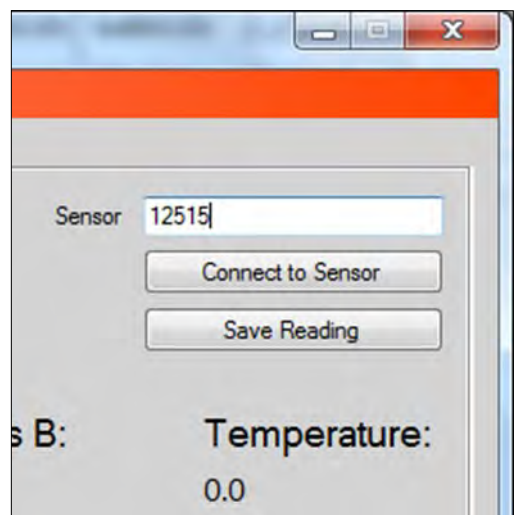 Sensor 12515
Connect to Sensor
Save Reading
s B: Temperature:
0.0